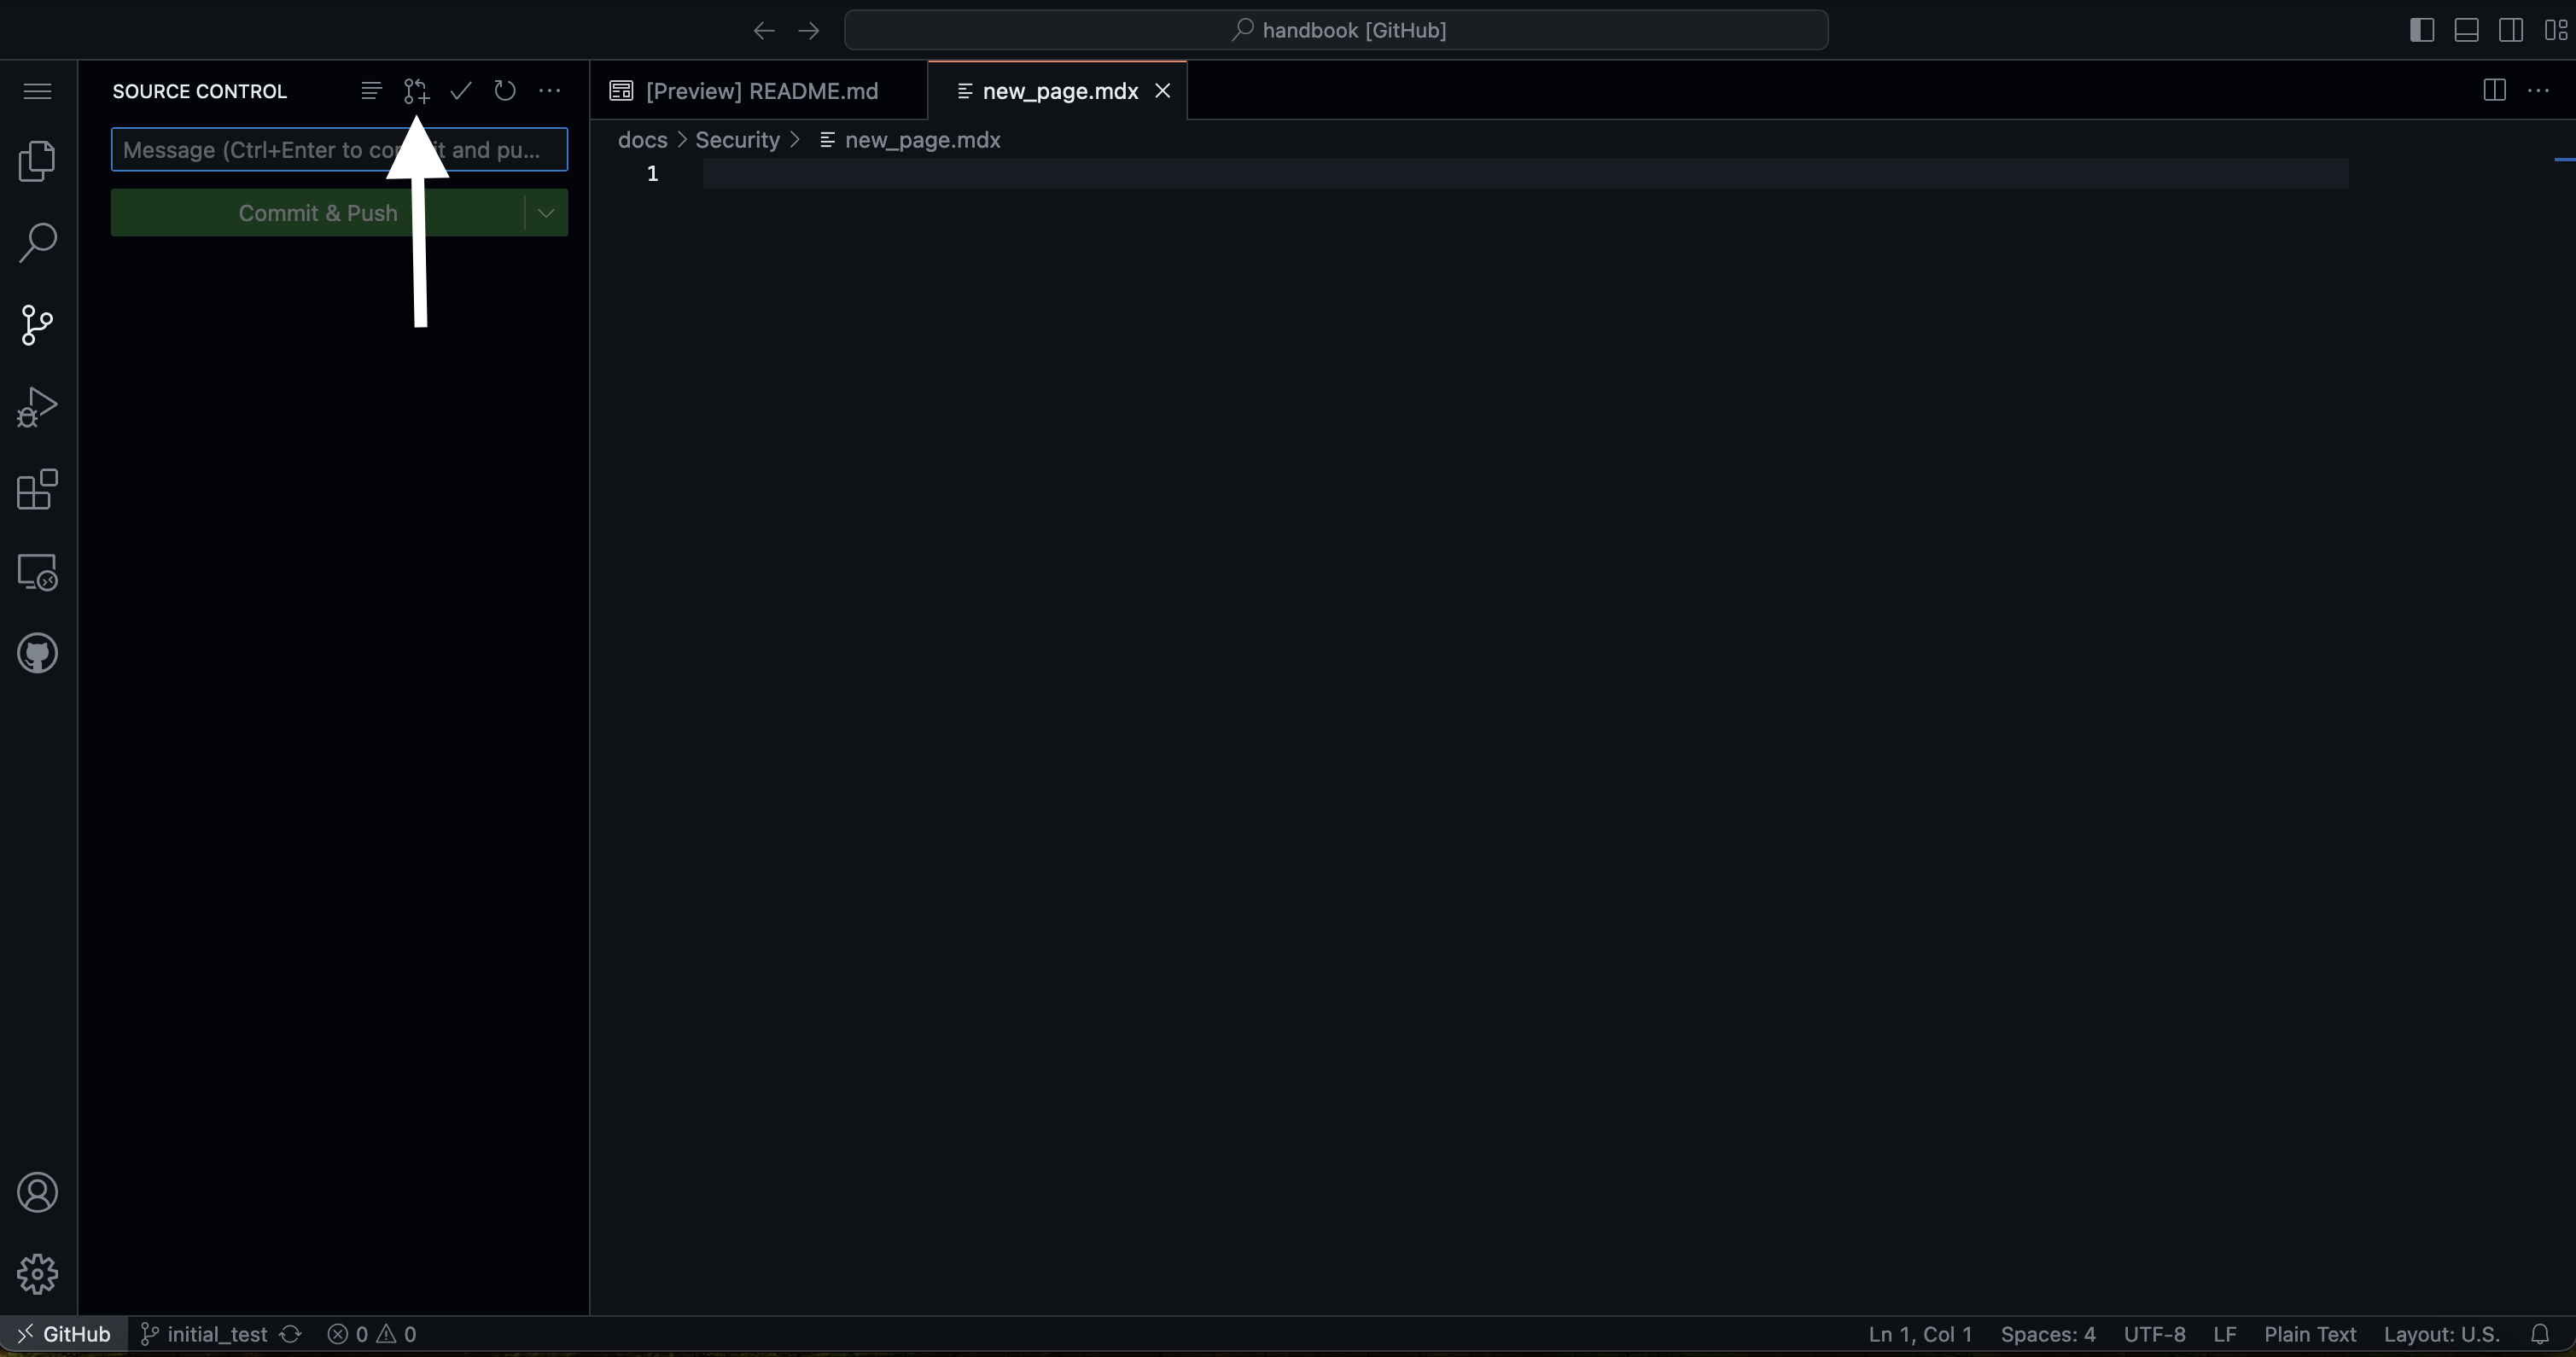 handbook [GitHub]
SOURCE CONTROL
[Preview] README.md
new_page.mdx
Message (Ctrl+Enter to co it and pu...
docs > Security > new_page.mdx
1
Commit & Push
GitHub
initial_test
0
0
Ln 1, Col 1
Spaces: 4
UTF-8
LF
Plain Text
Layout: U.S.